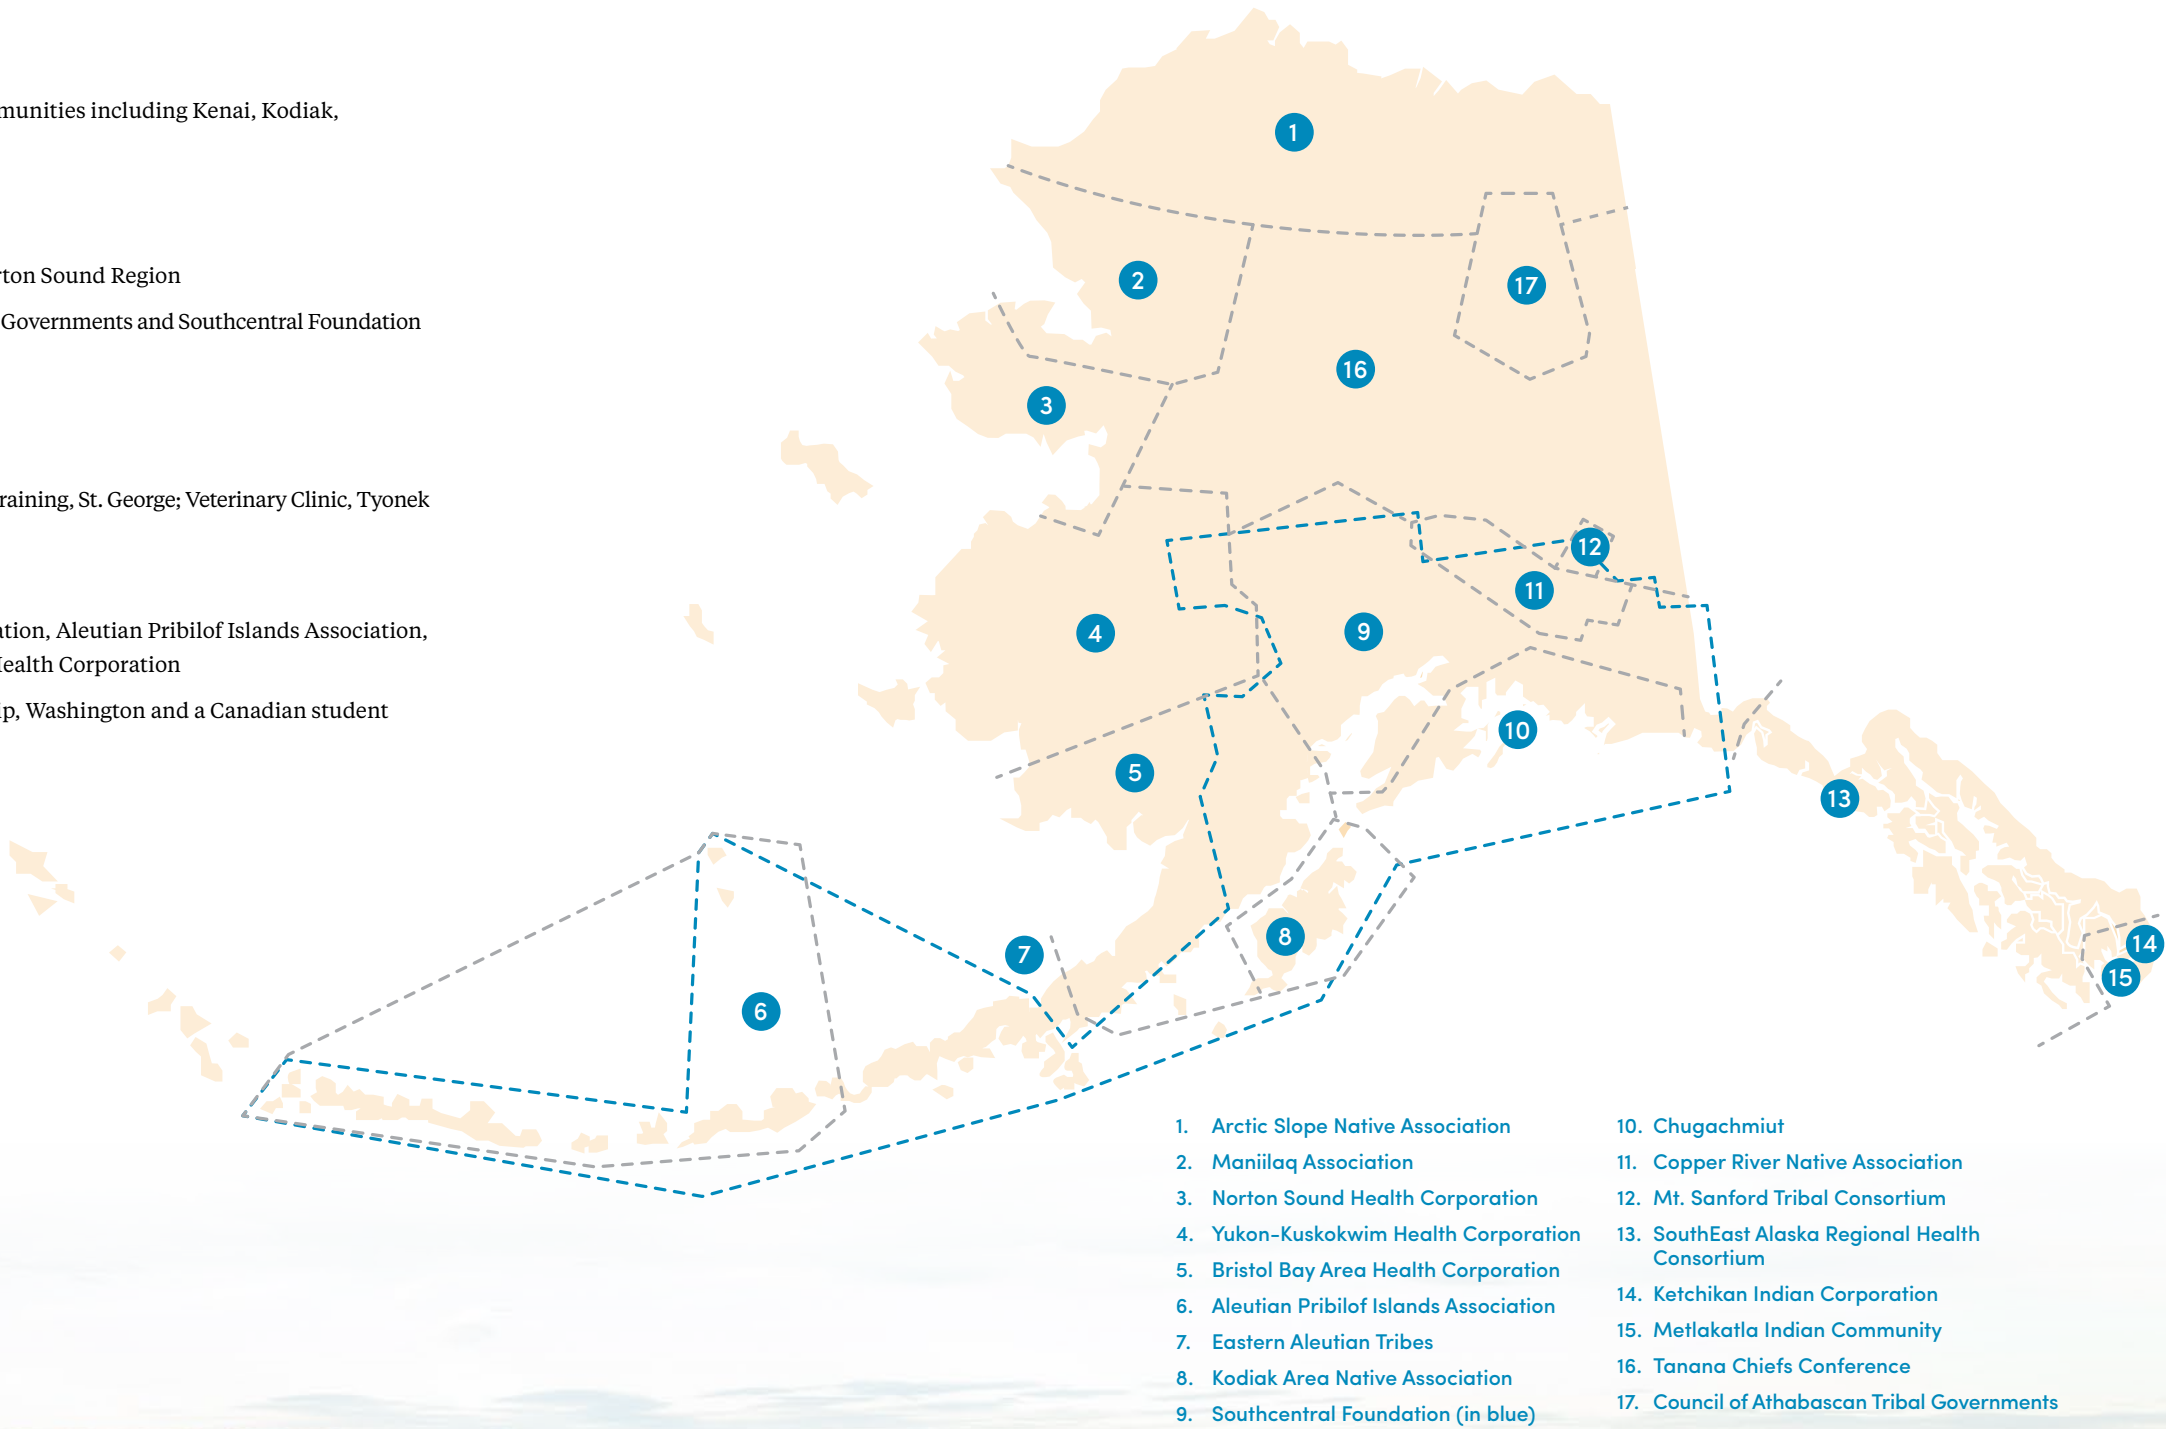 munities including Kenai, Kodiak,
rton Sound Region
Governments and Southcentral Foundation
raining, St. George; Veterinary Clinic, Tyonek
ation, Aleutian Pribilof Islands Association,
Health Corporation
ip, Washington and a Canadian student
1
2
17
16
3
12
11
4
9
10
5
13
8
14
7
15
6
1. Arctic Slope Native Association
2. Maniilaq Association
3. Norton Sound Health Corporation
4. Yukon-Kuskokwim Health Corporation
5. Bristol Bay Area Health Corporation
6. Aleutian Pribilof Islands Association
7. Eastern Aleutian Tribes
8. Kodiak Area Native Association
9. Southcentral Foundation (in blue)
10. Chugachmiut
11. Copper River Native Association
12. Mt. Sanford Tribal Consortium
13. SouthEast Alaska Regional Health
Consortium
14. Ketchikan Indian Corporation
15. Metlakatla Indian Community
16. Tanana Chiefs Conference
17. Council of Athabascan Tribal Governments